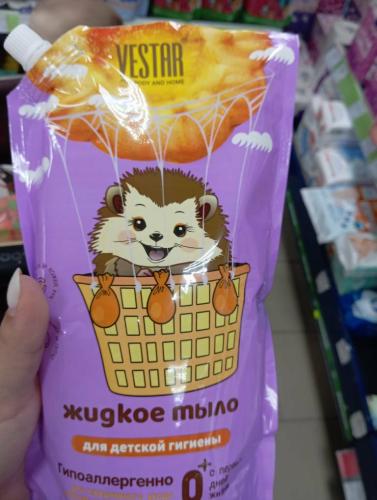 VESTAR
BODY AND HOME
жидкое мыло
для детской гигиены
Гипоаллергенно
0+
с первых
дней
жизни